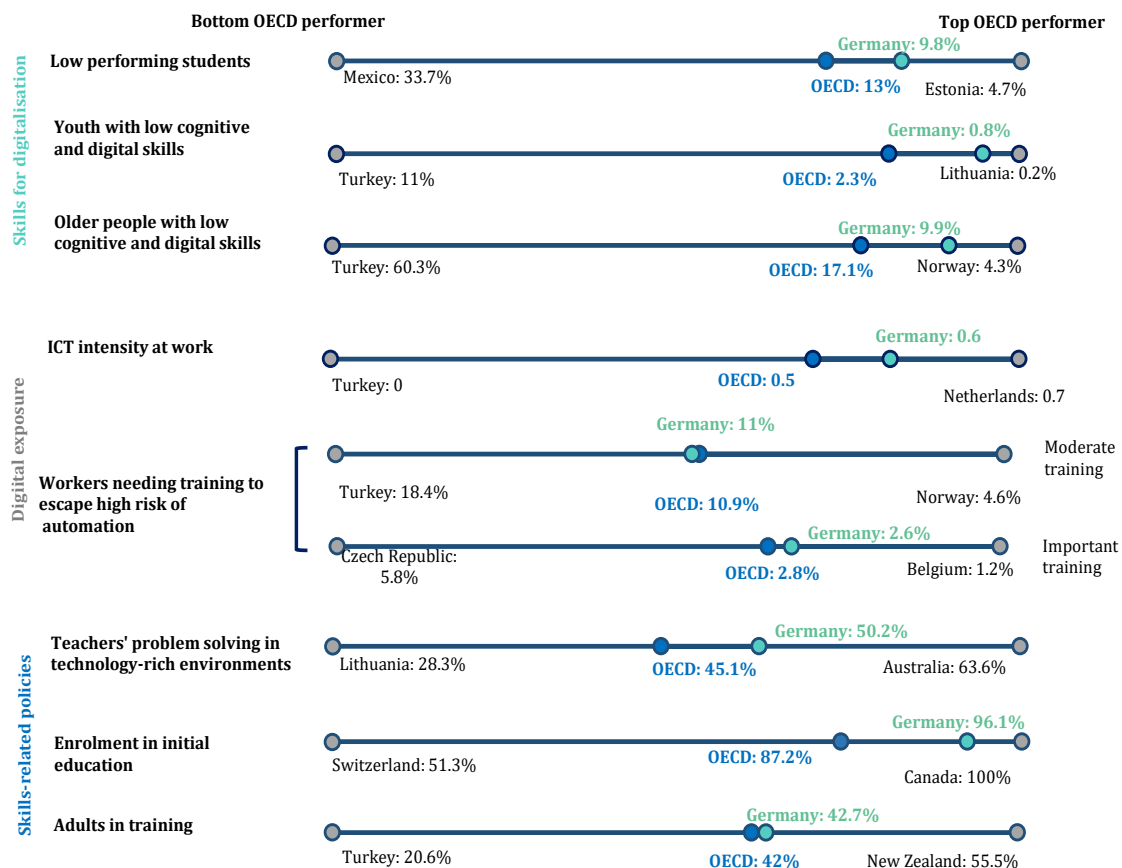 Bottom OECD performer
Top OECD performer
Skills for digitalisation
Low performing students
Germany: 9.8%
Mexico: 33.7%
OECD: 13%
Estonia: 4.7%
Youth with low cognitive
and digital skills
Germany: 0.8%
Turkey: 11%
OECD: 2.3%
Lithuania: 0.2%
Older people with low
cognitive and digital skills
Germany: 9.9%
Turkey: 60.3%
OECD: 17.1%
Norway: 4.3%
Digiital exposure
ICT intensity at work
Germany: 0.6
Turkey: 0
OECD: 0.5
Netherlands: 0.7
Workers needing training to
escape high risk of
automation
Germany: 11%
Turkey: 18.4%
OECD: 10.9%
Norway: 4.6%
Moderate
training
Germany: 2.6%
Czech Republic:
5.8%
OECD: 2.8%
Belgium: 1.2%
Important
training
Skills-related policies
Teachers' problem solving in
technology-rich environments
Germany: 50.2%
Lithuania: 28.3%
OECD: 45.1%
Australia: 63.6%
Enrolment in initial
education
Germany: 96.1%
Switzerland: 51.3%
OECD: 87.2%
Canada: 100%
Adults in training
Germany: 42.7%
Turkey: 20.6%
OECD: 42%
New Zealand: 55.5%